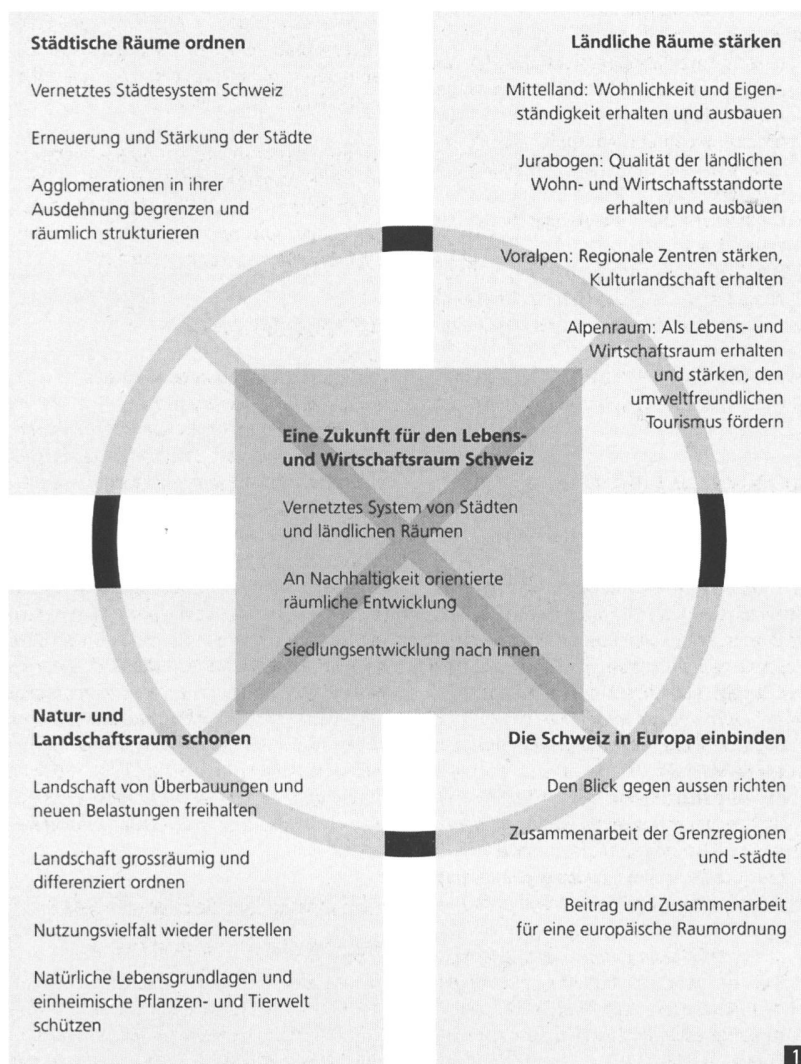 Städtische Räume ordnen
Vernetztes Städtesystem Schweiz
Erneuerung und Stärkung der Städte
Agglomerationen in ihrer
Ausdehnung begrenzen und
räumlich strukturieren
Ländliche Räume stärken
Mittelland: Wohnlichkeit und Eigen-
ständigkeit erhalten und ausbauen
Jurabogen: Qualität der ländlichen
Wohn- und Wirtschaftsstandorte
erhalten und ausbauen
Voralpen: Regionale Zentren stärken,
Kulturlandschaft erhalten
Alpenraum: Als Lebens- und
Wirtschaftsraum erhalten
und stärken, den
umweltfreundlichen
Tourismus fördern
Eine Zukunft für den Lebens-
und Wirtschaftsraum Schweiz
Vernetztes System von Städten
und ländlichen Räumen
An Nachhaltigkeit orientierte
räumliche Entwicklung
Siedlungsentwicklung nach innen
Natur- und
Landschaftsraum schonen
Landschaft von Überbauungen und
neuen Belastungen freihalten
Landschaft grossräumig und
differenziert ordnen
Nutzungsvielfalt wieder herstellen
Natürliche Lebensgrundlagen und
einheimische Pflanzen- und Tierwelt
schützen
Die Schweiz in Europa einbinden
Den Blick gegen aussen richten
Zusammenarbeit der Grenzregionen
und -städte
Beitrag und Zusammenarbeit
für eine europäische Raumordnung
1